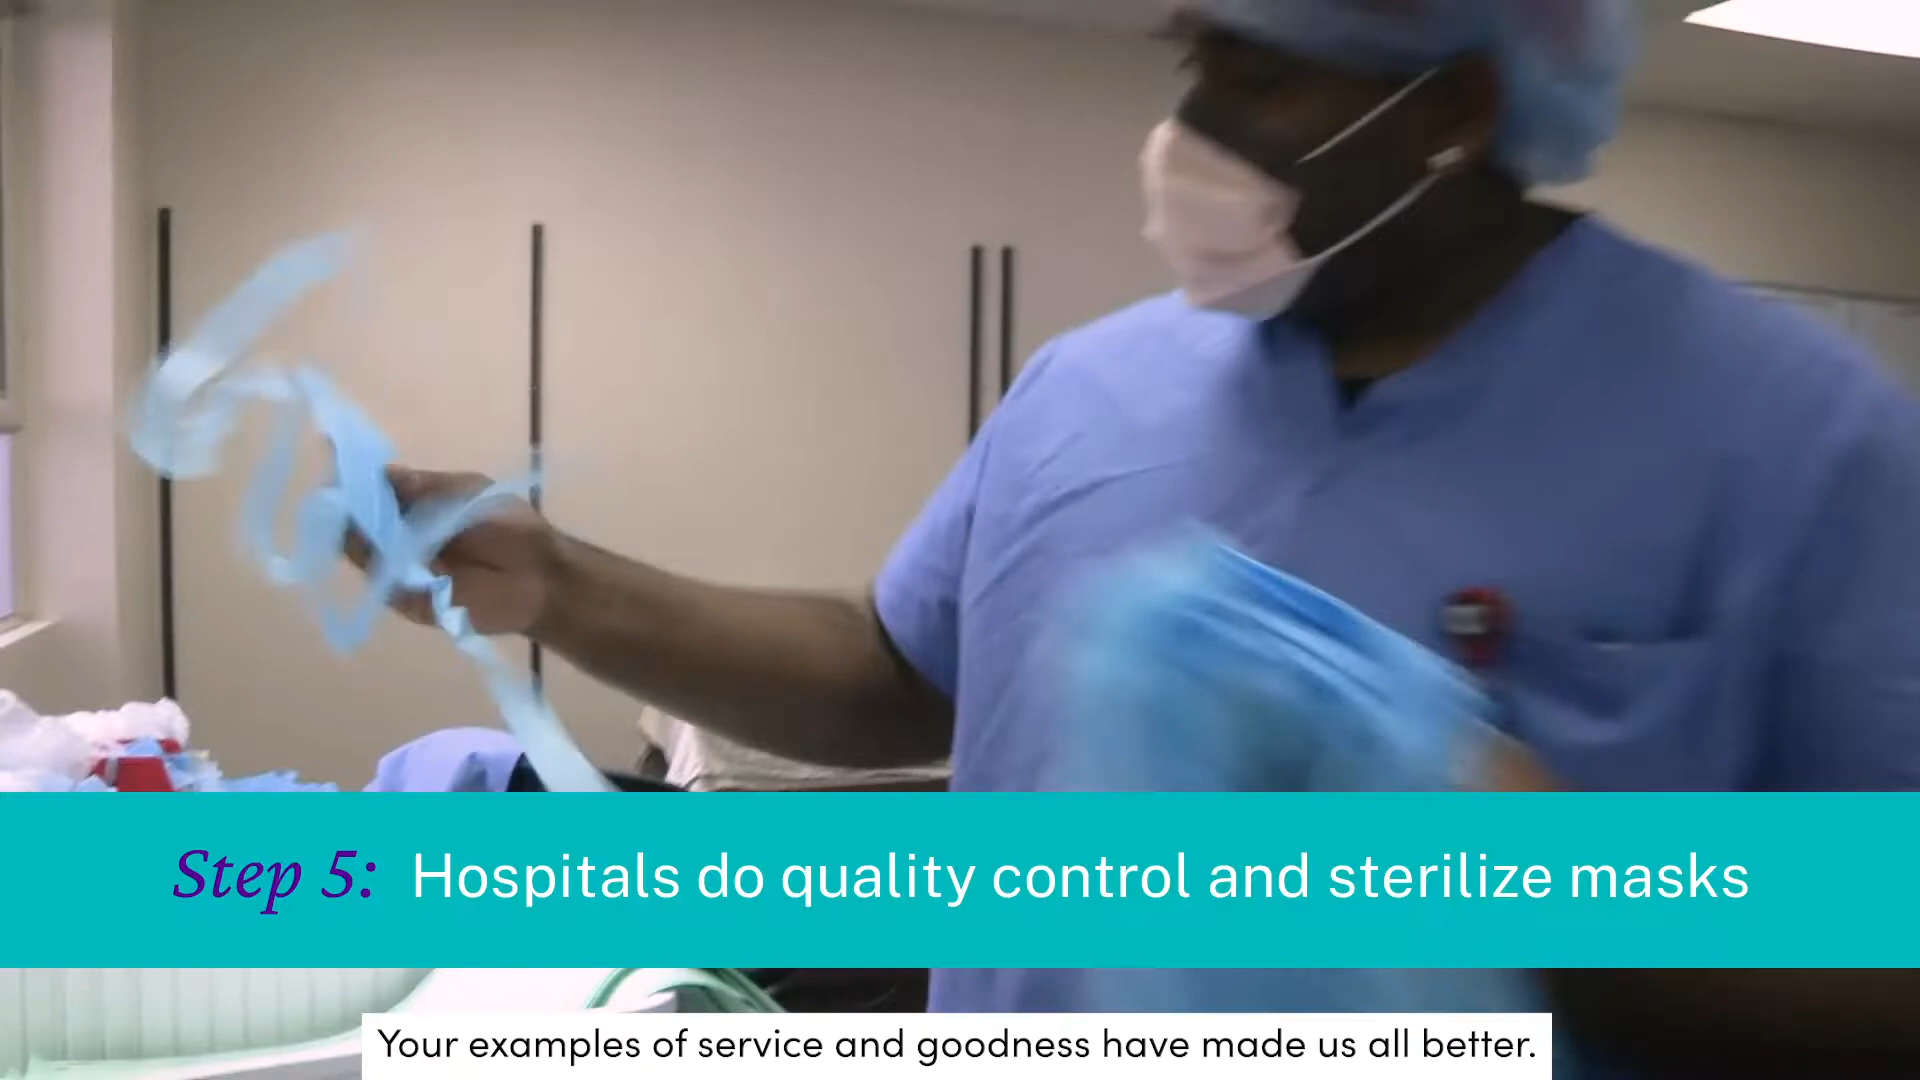 Step 5: Hospitals do quality control and sterilize masks
Your examples of service and goodness have made us all better.